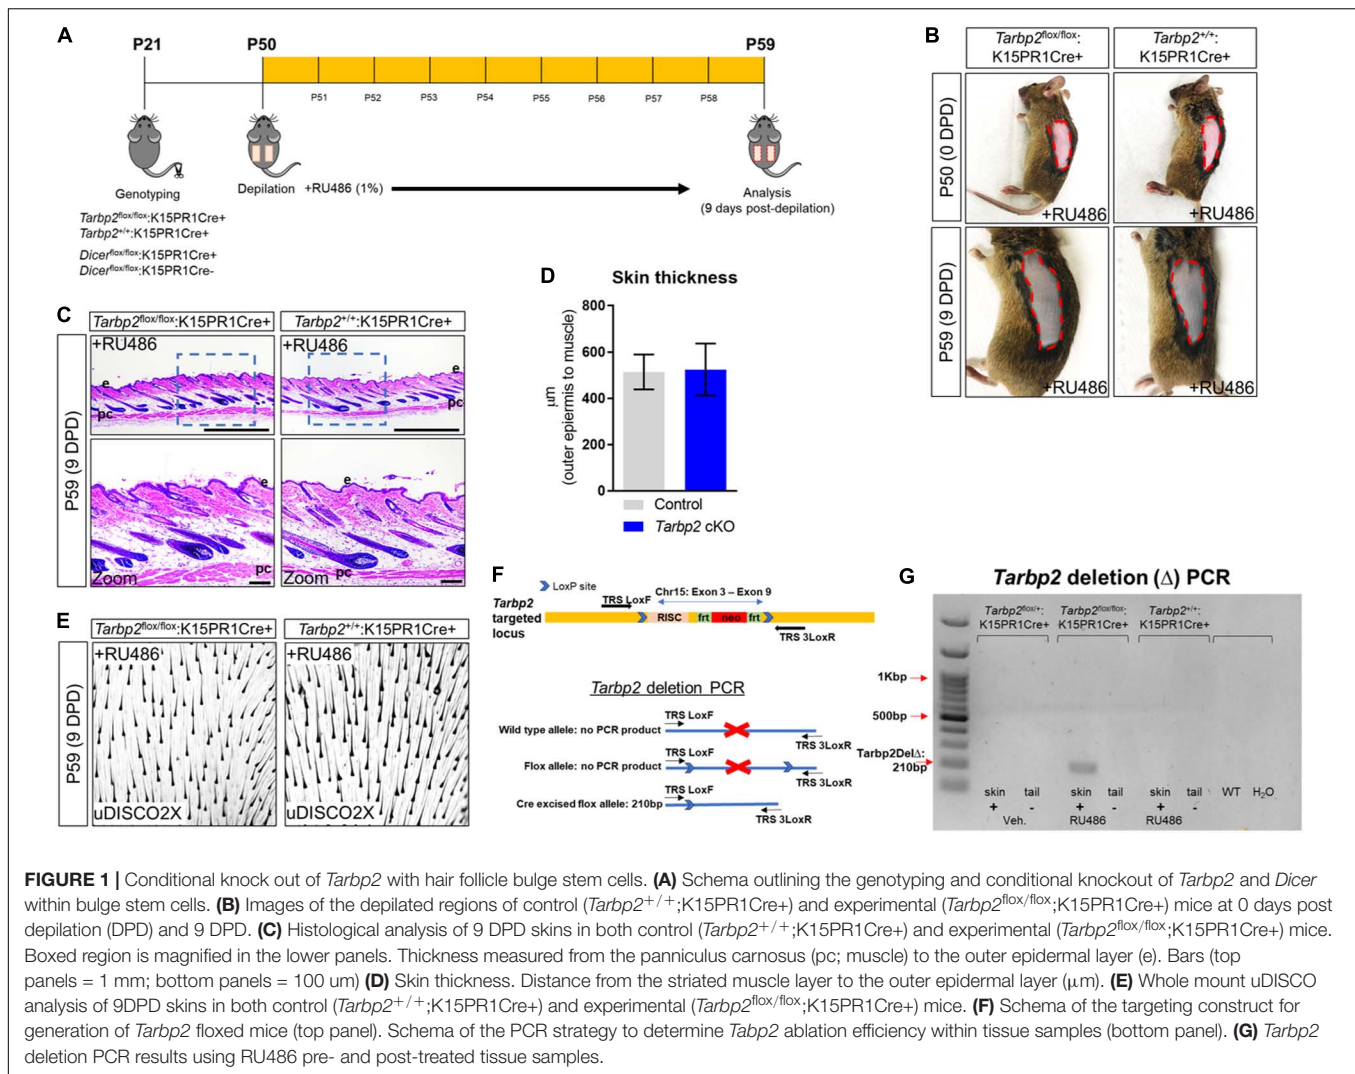 A
P21
P50
P59
P51 P52 P53 P54 P55 P56 P57 P58
Genotyping
Depilation +RU486 (1%)
Analysis
(9 days post-depilation)
Tarbp2flox/flox:K15PR1Cre+
Tarbp2+/+:K15PR1Cre+
Dicerflox/flox:K15PR1Cre+
Dicerflox/flox:K15PR1Cre-
B
Tarbp2flox/flox:
K15PR1Cre+
Tarbp2+/+:
K15PR1Cre+
P50 (0 DPD)
+RU486
+RU486
P59 (9 DPD)
+RU486
+RU486
C
Tarbp2flox/flox:K15PR1Cre+
Tarbp2+/+:K15PR1Cre+
P59 (9 DPD)
+RU486
e
pc
+RU486
e
pc
e
pc
Zoom
e
pc
Zoom
D
Skin thickness
µm
(outer epiermis to muscle)
800
600
400
200
0
Control
Tarbp2 cKO
E
Tarbp2flox/flox:K15PR1Cre+
Tarbp2+/+:K15PR1Cre+
P59 (9 DPD)
+RU486
uDISCO2X
+RU486
uDISCO2X
F
LoxP site
TRS LoxF
Chr15: Exon 3 – Exon 9
Tarbp2
targeted
locus
RISC frt neo frt
TRS 3LoxR
Tarbp2 deletion PCR
TRS LoxF
Wild type allele: no PCR product
TRS 3LoxR
TRS LoxF
Flox allele: no PCR product
TRS 3LoxR
TRS LoxF
Cre excised flox allele: 210bp
TRS 3LoxR
G
Tarbp2 deletion (Δ) PCR
Tarbp2flox/+:
K15PR1Cre+
Tarbp2flox/flox:
K15PR1Cre+
Tarbp2+/+:
K15PR1Cre+
1Kbp
500bp
Tarbp2DelΔ:
210bp
skin tail skin tail skin tail WT H2O
+ - + - + -
Veh. RU486 RU486
FIGURE 1 | Conditional knock out of Tarbp2 with hair follicle bulge stem cells. (A) Schema outlining the genotyping and conditional knockout of Tarbp2 and Dicer
within bulge stem cells. (B) Images of the depilated regions of control (Tarbp2+/+;K15PR1Cre+) and experimental (Tarbp2flox/flox;K15PR1Cre+) mice at 0 days post
depilation (DPD) and 9 DPD. (C) Histological analysis of 9 DPD skins in both control (Tarbp2+/+;K15PR1Cre+) and experimental (Tarbp2flox/flox;K15PR1Cre+) mice.
Boxed region is magnified in the lower panels. Thickness measured from the panniculus carnosus (pc; muscle) to the outer epidermal layer (e). Bars (top
panels = 1 mm; bottom panels = 100 um) (D) Skin thickness. Distance from the striated muscle layer to the outer epidermal layer (µm). (E) Whole mount uDISCO
analysis of 9DPD skins in both control (Tarbp2+/+;K15PR1Cre+) and experimental (Tarbp2flox/flox;K15PR1Cre+) mice. (F) Schema of the targeting construct for
generation of Tarbp2 floxed mice (top panel). Schema of the PCR strategy to determine Tabp2 ablation efficiency within tissue samples (bottom panel). (G) Tarbp2
deletion PCR results using RU486 pre- and post-treated tissue samples.